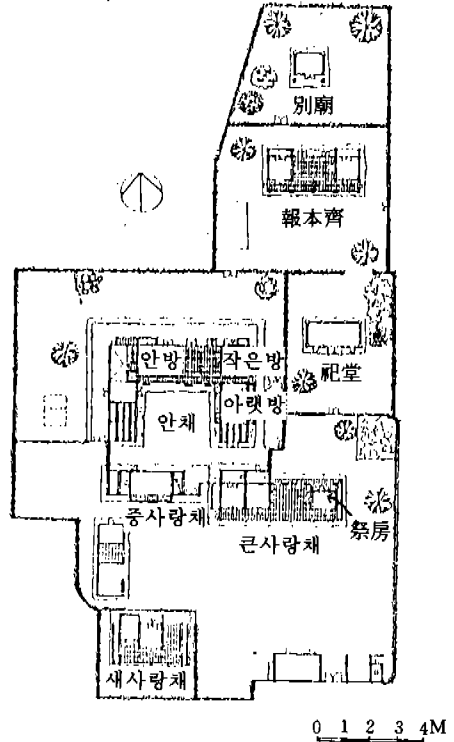 別廟
報本齊
안방
작은방
祀堂
아랫방
안채
중사랑채
큰사랑채
祭房
새사랑채
0 1 2 3 4M